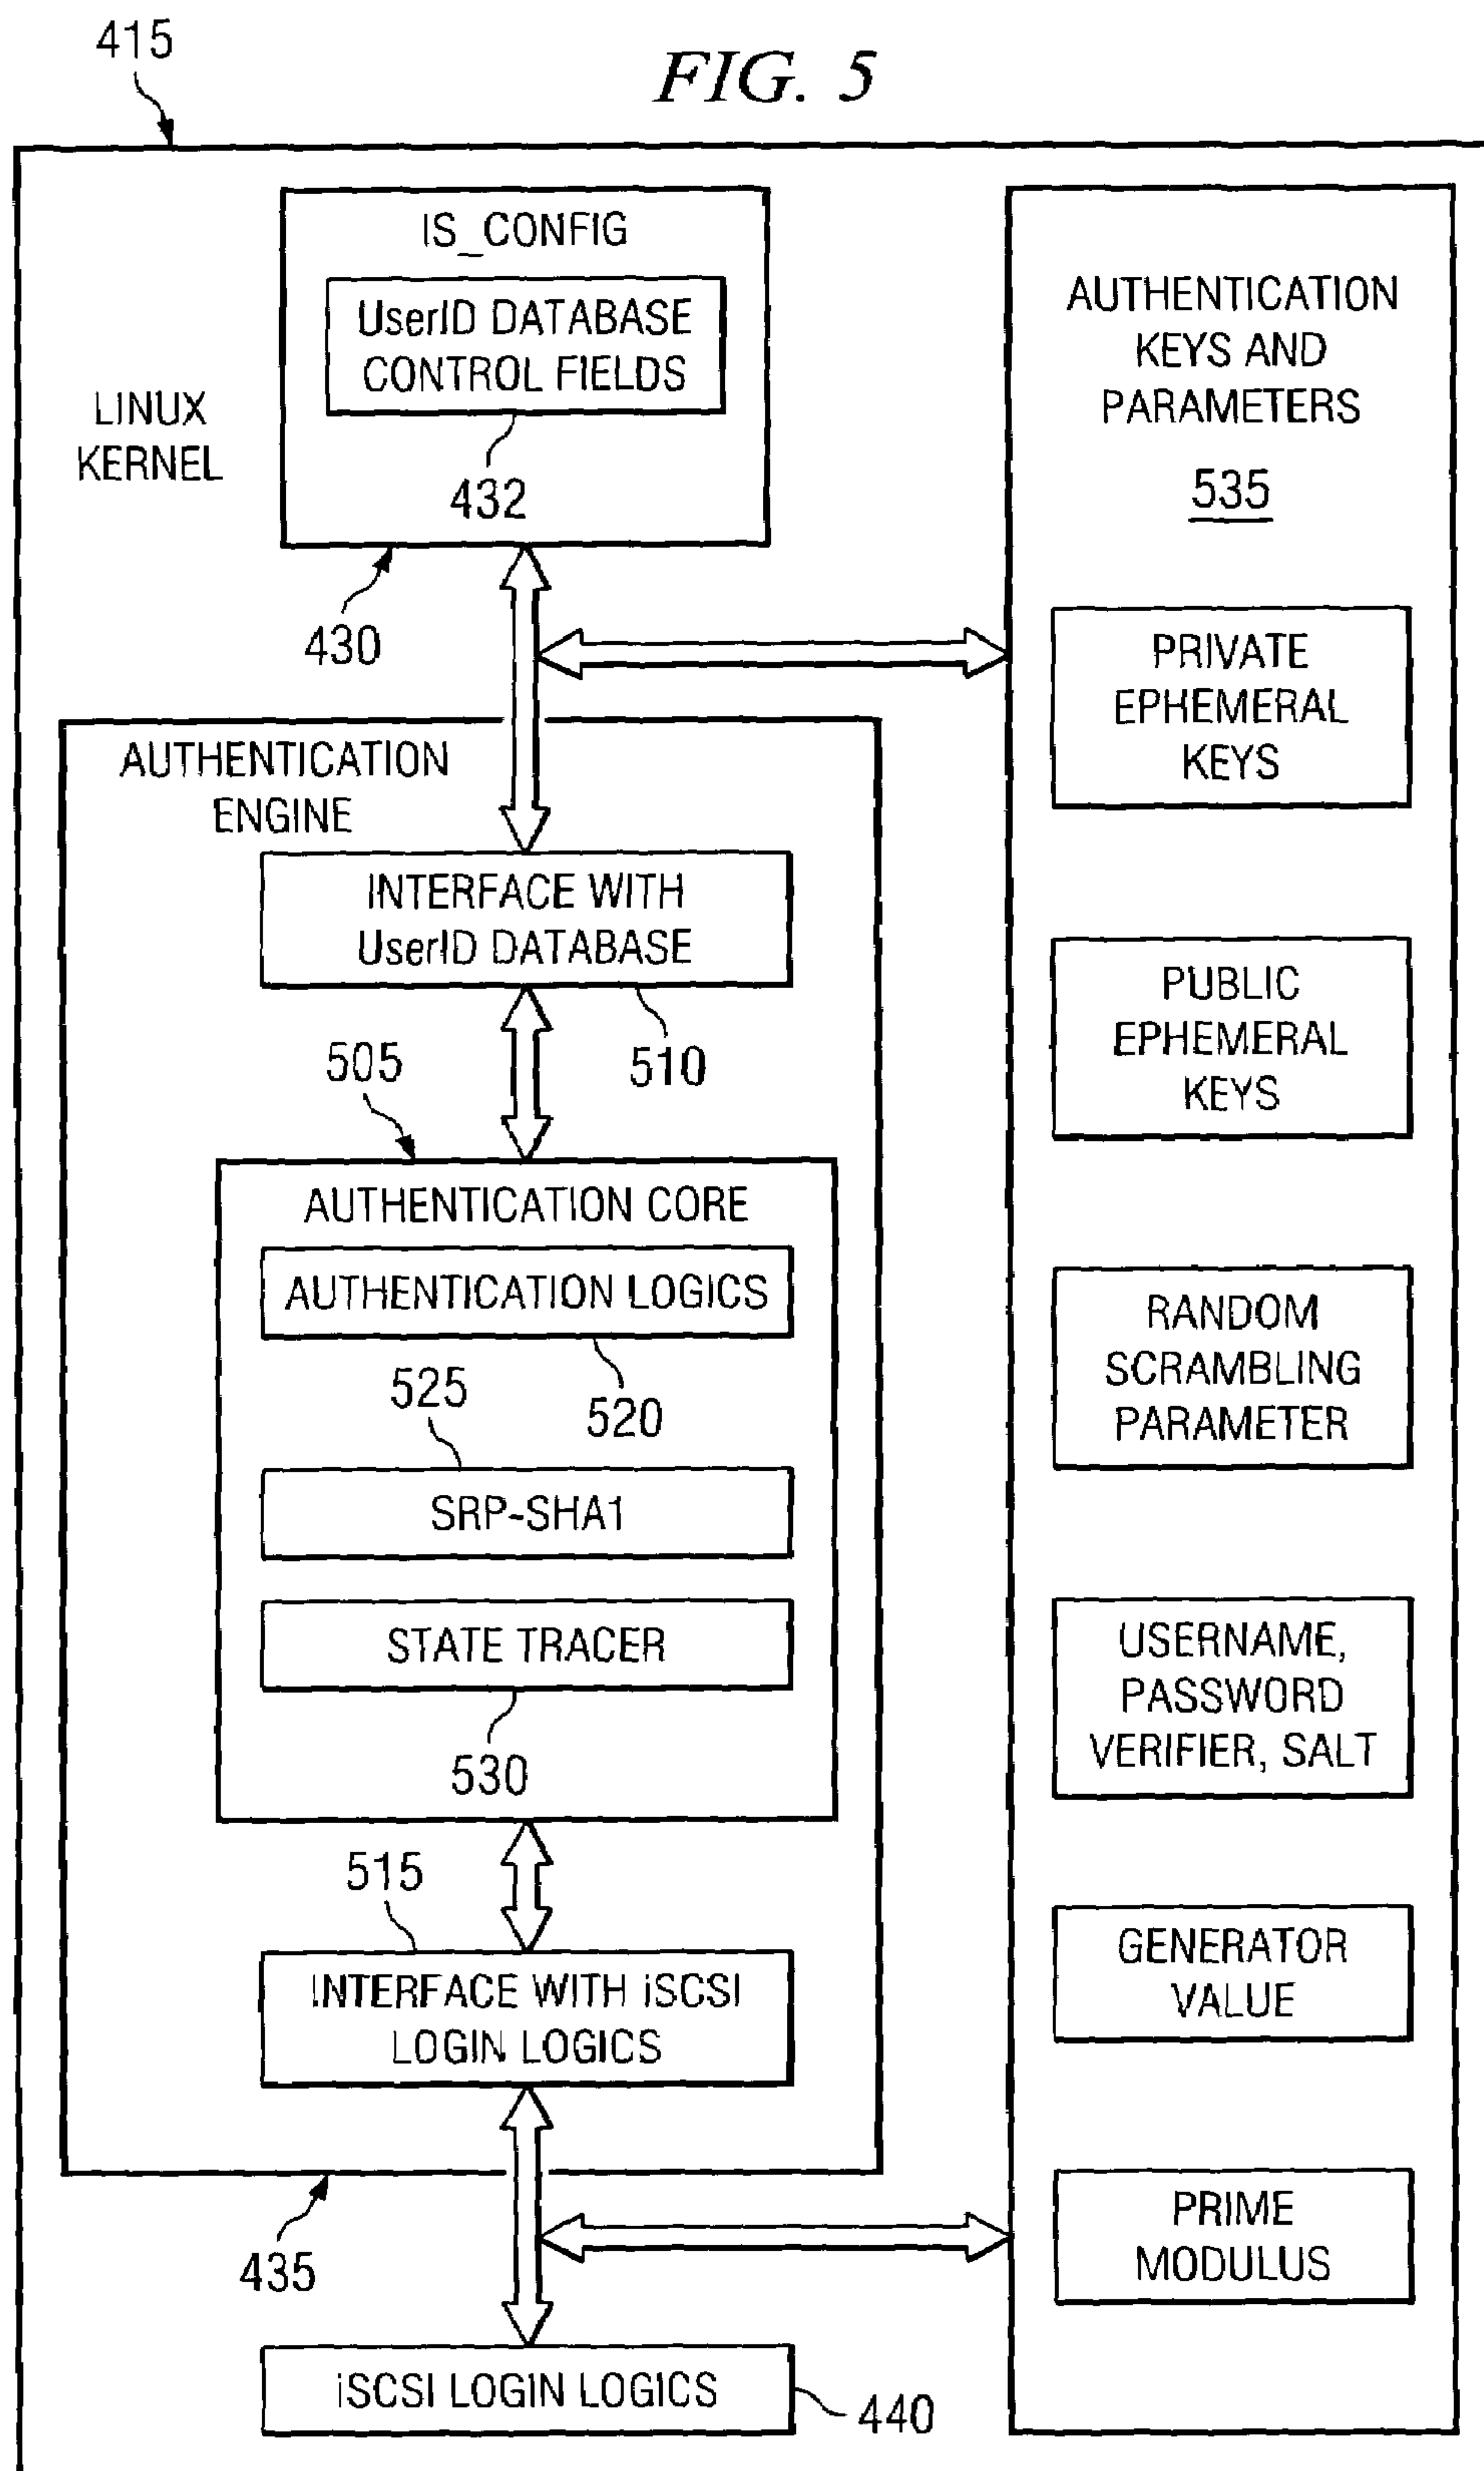 415
FIG. 5
IS_CONFIG
UserID DATABASE
CONTROL FIELDS
432
LINUX
KERNEL
430
AUTHENTICATION
ENGINE
INTERFACE WITH
UserID DATABASE
510
505
AUTHENTICATION CORE
AUTHENTICATION LOGICS
520
525
SRP-SHA1
STATE TRACER
530
515
INTERFACE WITH iSCSI
LOGIN LOGICS
435
iSCSI LOGIN LOGICS
440
AUTHENTICATION
KEYS AND
PARAMETERS
535
PRIVATE
EPHEMERAL
KEYS
PUBLIC
EPHEMERAL
KEYS
RANDOM
SCRAMBLING
PARAMETER
USERNAME,
PASSWORD
VERIFIER, SALT
GENERATOR
VALUE
PRIME
MODULUS